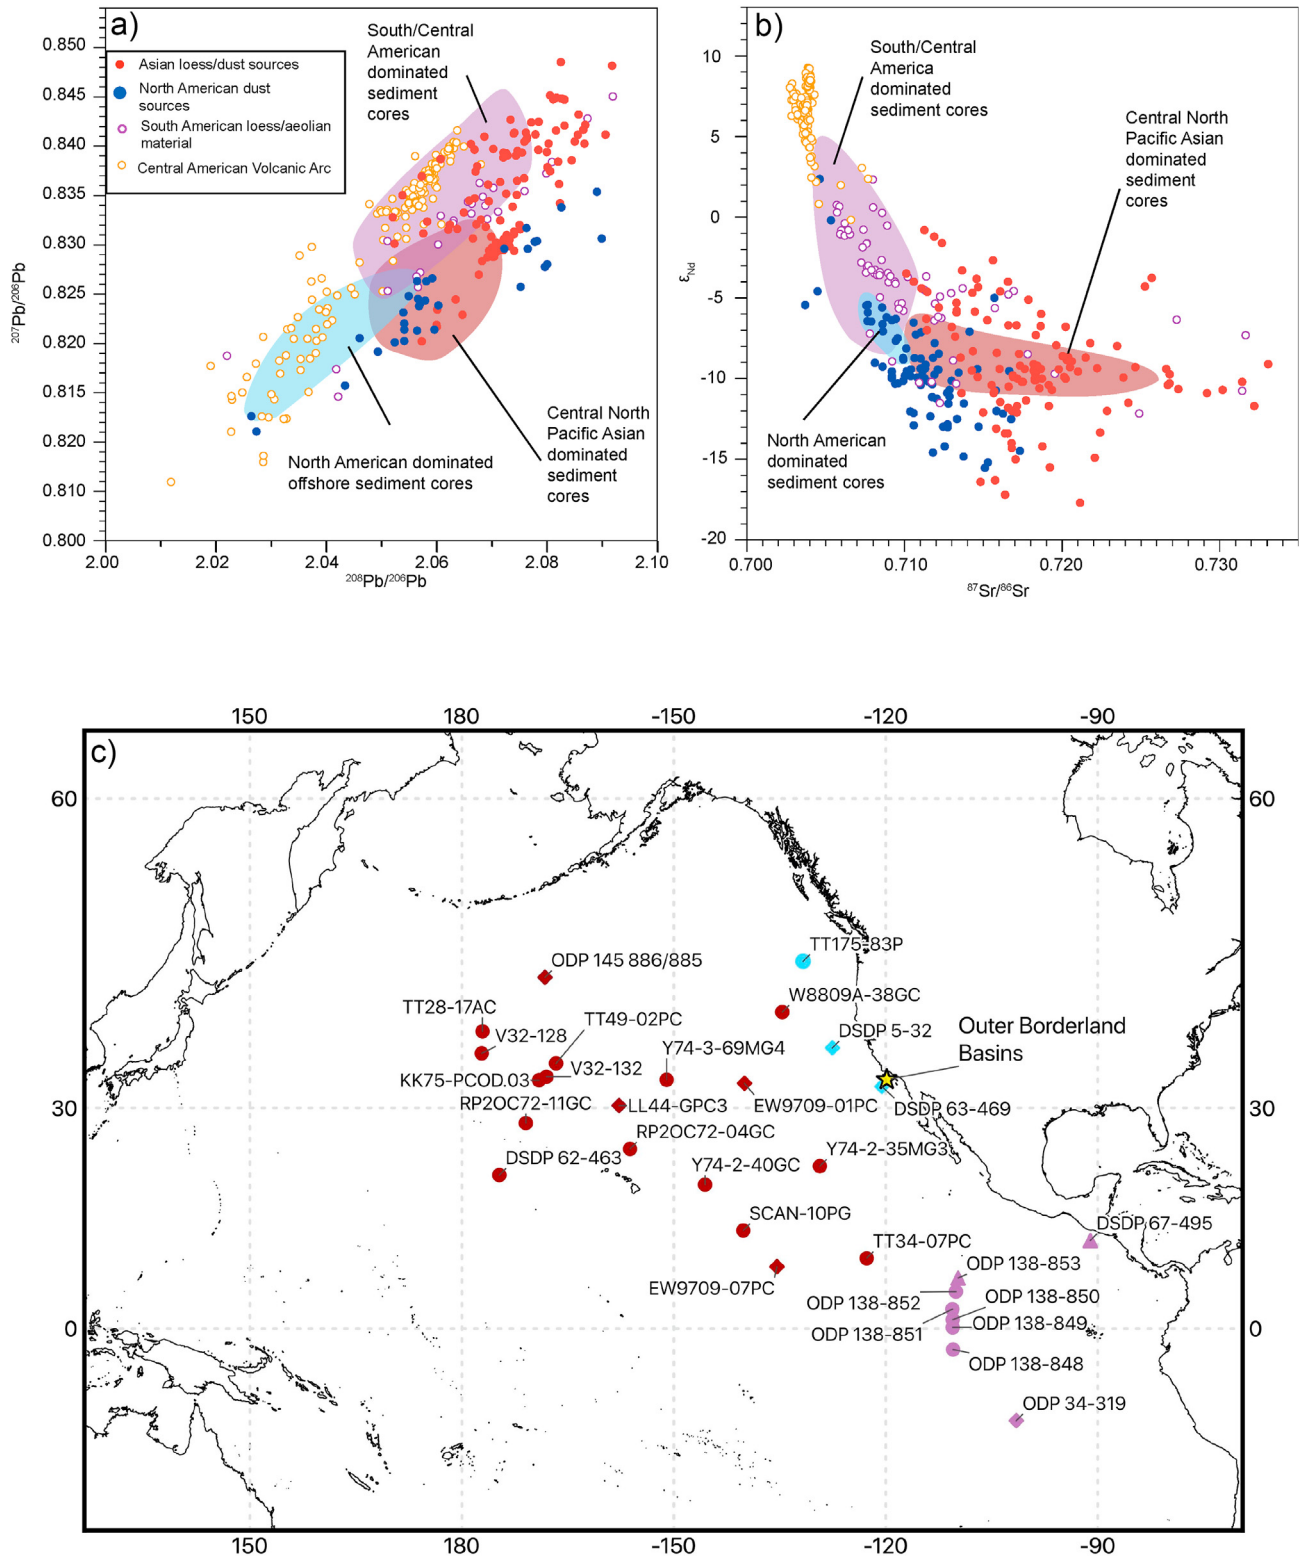 a)
South/Central
American
dominated
sediment
cores
0.850
0.845
0.840
0.835
0.830
0.825
0.820
0.815
0.820
0.810
0.800
207Pb/206Pb
Asian loess/dust sources
North American dust
sources
South American loess/aeolian
material
Central American Volcanic Arc
North American dominated
offshore sediment cores
Central North
Pacific Asian
dominated
sediment
cores
2.00
2.02
2.04
2.06
2.08
2.10
208Pb/206Pb
b)
South/Central
America
dominated
sediment cores
Central North
Pacific Asian
dominated
sediment
cores
North American
dominated
sediment cores
10
5
0
-5
-10
-15
-20
εNd
0.700
0.710
0.720
0.730
87Sr/86Sr
c)
150
180
-150
-120
-90
60
60
TT175-83P
ODP 145 886/885
W8809A-38GC
TT28-17AC
TT49-02PC
V32-128
DSDP 5-32
Outer Borderland
Basins
Y74-3-69MG4
V32-132
KK75-PCOD.03
RP2OC72-11GC
LL44-GPC3
EW9709-01PC
DSDP 63-469
30
30
RP2OC72-04GC
DSDP 62-463
Y74-2-40GC
Y74-2-35MG3
SCAN-10PG
DSDP 67-495
TT34-07PC
ODP 138-853
EW9709-07PC
ODP 138-852
ODP 138-850
ODP 138-851
ODP 138-849
0
0
ODP 138-848
ODP 34-319
150
180
-150
-120
-90